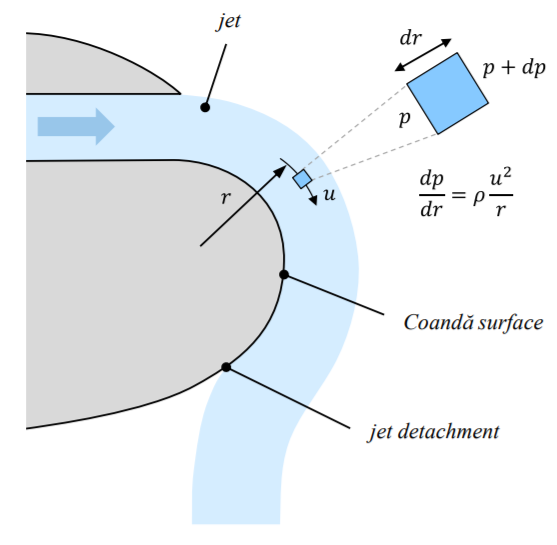 jet
dr
p + dp
p
dp/dr = ρ u²/r
r
u
Coandă surface
jet detachment